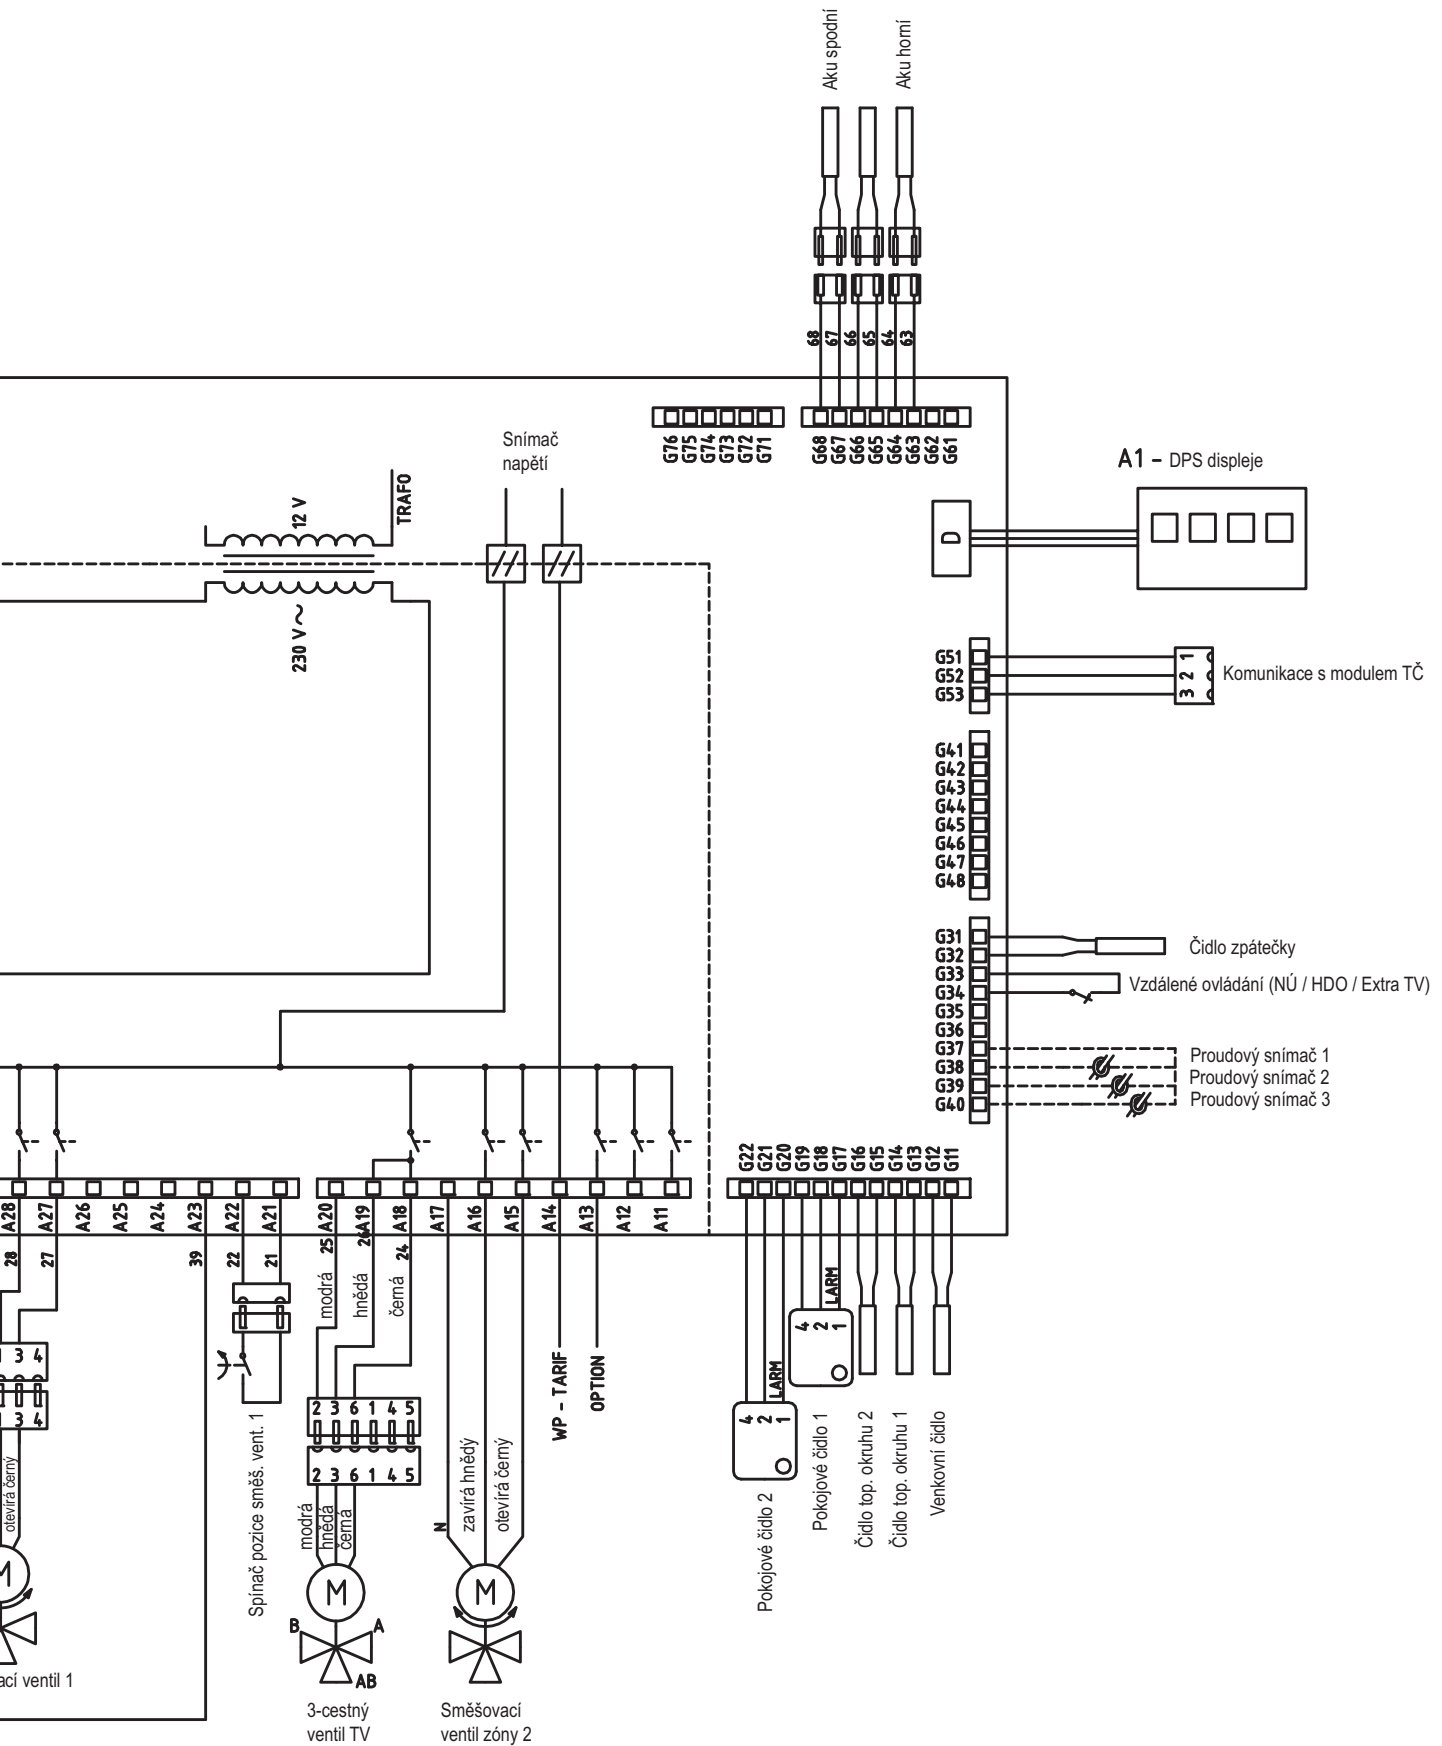 Aku spodní
Aku horní
68
67
66
65
64
63
G76
G75
G74
G73
G72
G71
G68
G67
G66
G65
G64
G63
G62
G61
Snímač
napětí
12 V
TRAFO
230 V ~
A1 - DPS displeje
D
G51
G52
G53
1
2
3
Komunikace s modulem TČ
G41
G42
G43
G44
G45
G46
G47
G48
G31
G32
G33
G34
G35
G36
G37
G38
G39
G40
Čidlo zpátečky
Vzdálené ovládání (NÚ / HDO / Extra TV)
Proudový snímač 1
Proudový snímač 2
Proudový snímač 3
G22
G21
G20
G19
G18
G17
G16
G15
G14
G13
G12
G11
A28
A27
A26
A25
A24
A23
A22
A21
A20
A19
A18
A17
A16
A15
A14
A13
A12
A11
28
27
39
22
21
25
26
24
modrá
hnědá
černá
LARM
4
2
1
LARM
4
2
1
3 4
3 4
2 3 6 1 4 5
2 3 6 1 4 5
WP - TARIF
OPTION
otevírá černý
Spínač pozice směš. vent. 1
modrá
hnědá
černá
N
zavírá hnědý
otevírá černý
Pokojové čidlo 2
Pokojové čidlo 1
Čidlo top. okruhu 2
Čidlo top. okruhu 1
Venkovní čidlo
M
M
M
B
A
AB
ací ventil 1
3-cestný
ventil TV
Směšovací
ventil zóny 2